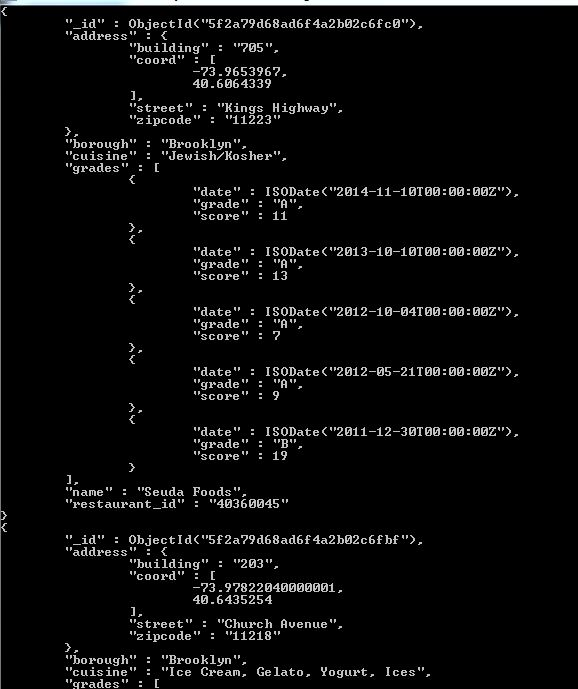 {
"_id" : ObjectId("5f2a79d68ad6f4a2b02c6fc0"),
"address" : {
"building" : "705",
"coord" : [
-73.9653967,
40.6064339
],
"street" : "Kings Highway",
"zipcode" : "11223"
},
"borough" : "Brooklyn",
"cuisine" : "Jewish/Kosher",
"grades" : [
{
"date" : ISODate("2014-11-10T00:00:00Z"),
"grade" : "A",
"score" : 11
},
{
"date" : ISODate("2013-10-10T00:00:00Z"),
"grade" : "A",
"score" : 13
},
{
"date" : ISODate("2012-10-04T00:00:00Z"),
"grade" : "A",
"score" : 7
},
{
"date" : ISODate("2012-05-21T00:00:00Z"),
"grade" : "A",
"score" : 9
},
{
"date" : ISODate("2011-12-30T00:00:00Z"),
"grade" : "B",
"score" : 19
}
],
"name" : "Seuda Foods",
"restaurant_id" : "40360045"
}
{
"_id" : ObjectId("5f2a79d68ad6f4a2b02c6fbf"),
"address" : {
"building" : "203",
"coord" : [
-73.97822040000001,
40.6435254
],
"street" : "Church Avenue",
"zipcode" : "11218"
},
"borough" : "Brooklyn",
"cuisine" : "Ice Cream, Gelato, Yogurt, Ices",
"grades" : [